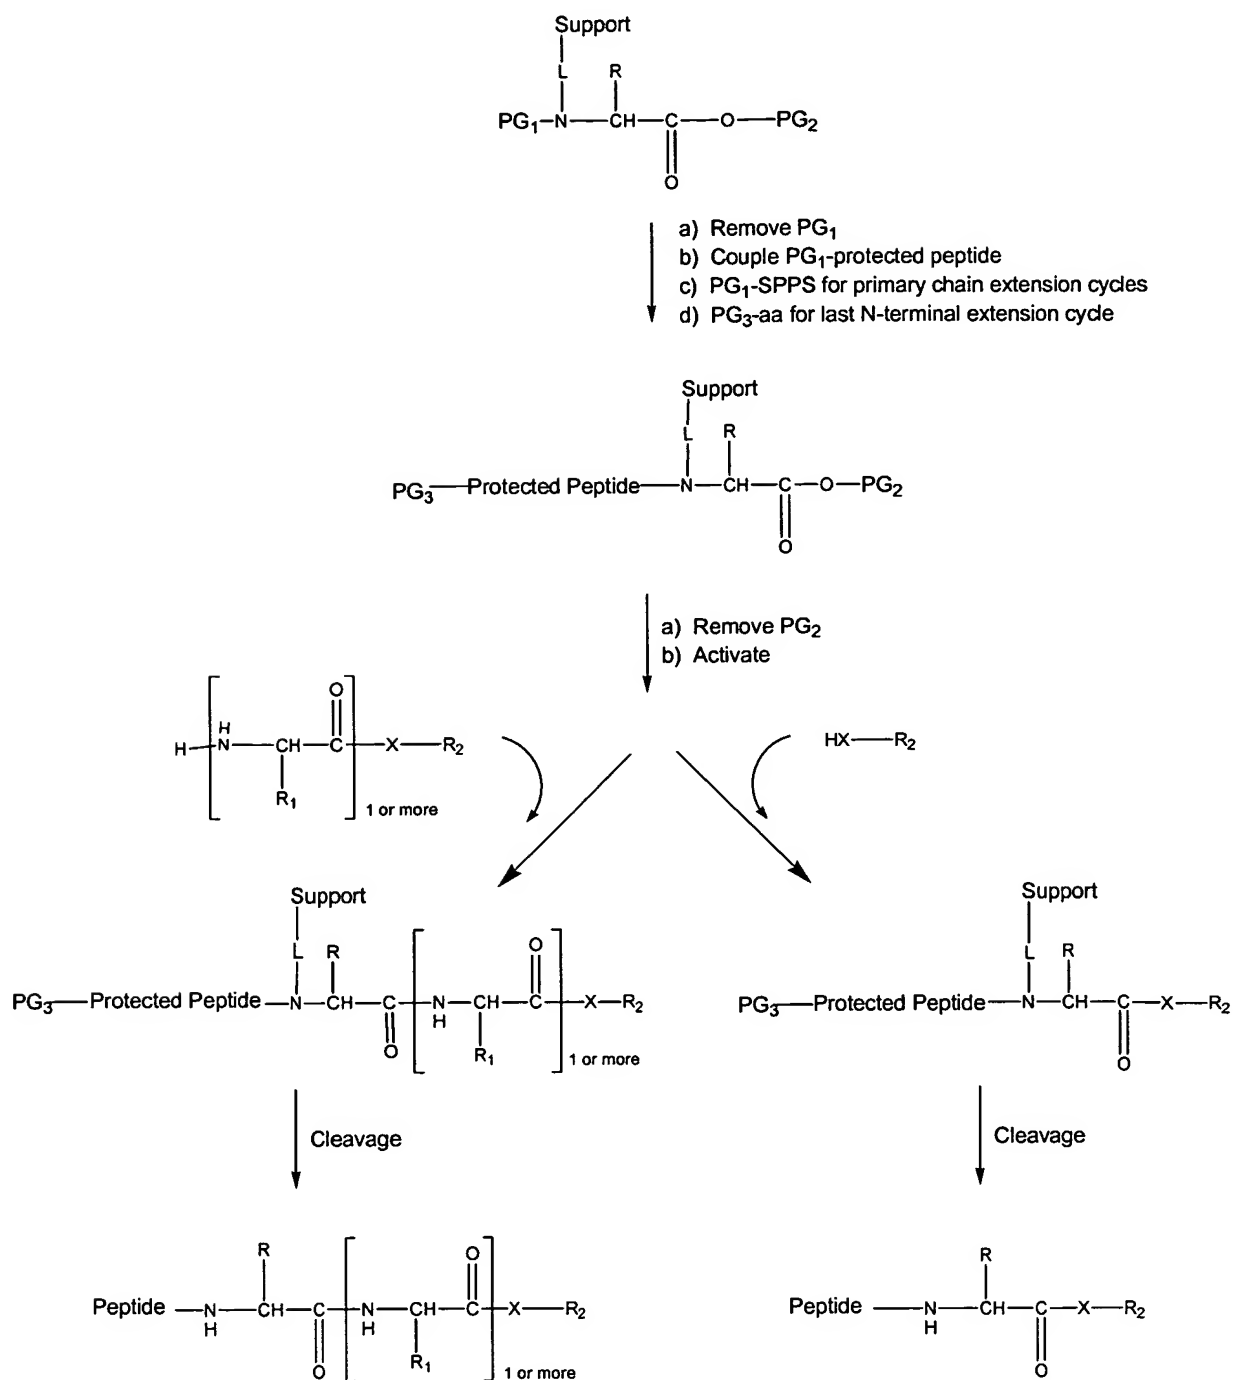 Support
L R
PG1-N-CH-C-O-PG2
O
a) Remove PG1
b) Couple PG1-protected peptide
c) PG1-SPPS for primary chain extension cycles
d) PG3-aa for last N-terminal extension cycle
Support
L R
PG3-Protected Peptide-N-CH-C-O-PG2
O
a) Remove PG2
b) Activate
O
H
H-N-CH-C-X-R2
R1
1 or more
HX-R2
Support
L R O
PG3-Protected Peptide-N-CH-C-N-CH-C-X-R2
H
O R1
1 or more
Support
L R
PG3-Protected Peptide-N-CH-C-X-R2
O
Cleavage
Cleavage
R O
Peptide-N-CH-C-N-CH-C-X-R2
H H
O R1
1 or more
R
Peptide-N-CH-C-X-R2
H
O